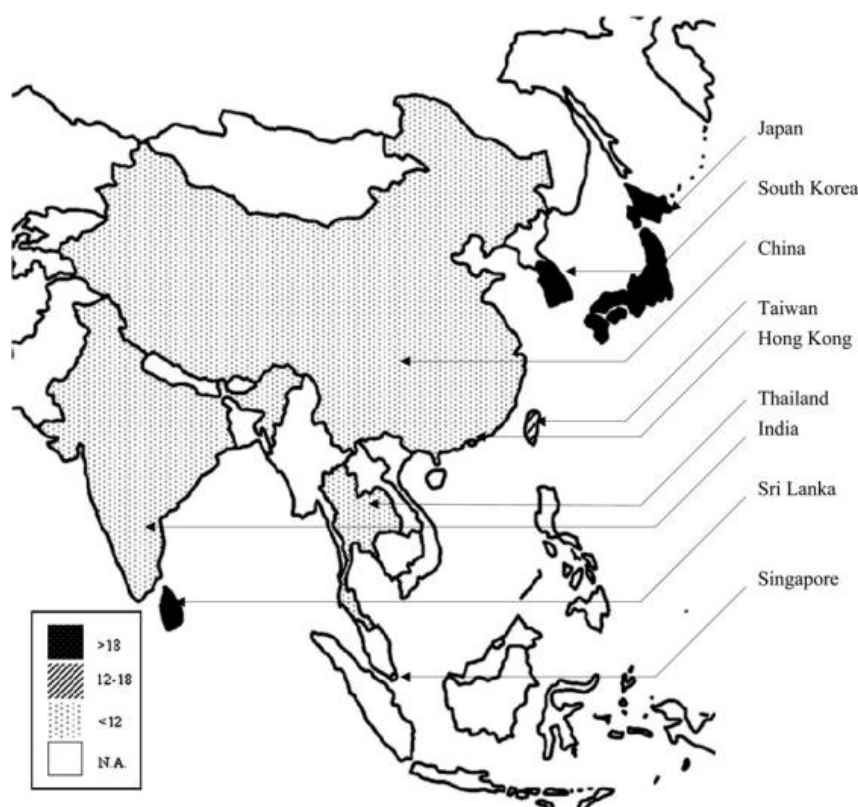 Japan
South Korea
China
Taiwan
Hong Kong
Thailand
India
Sri Lanka
Singapore
>18
12-18
<12
N.A.